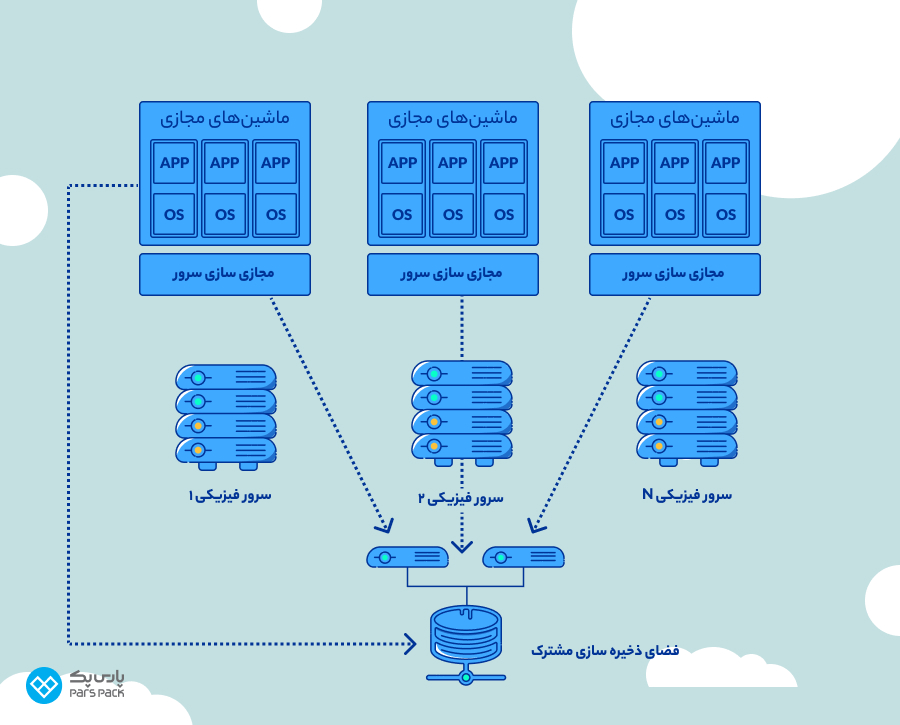 ماشین‌های مجازی
APP APP APP
OS OS OS
مجازی سازی سرور
سرور فیزیکی ۱
ماشین‌های مجازی
APP APP APP
OS OS OS
مجازی سازی سرور
سرور فیزیکی ۲
ماشین‌های مجازی
APP APP APP
OS OS OS
مجازی سازی سرور
سرور فیزیکی N
فضای ذخیره سازی مشترک
پارس پک
Pars Pack